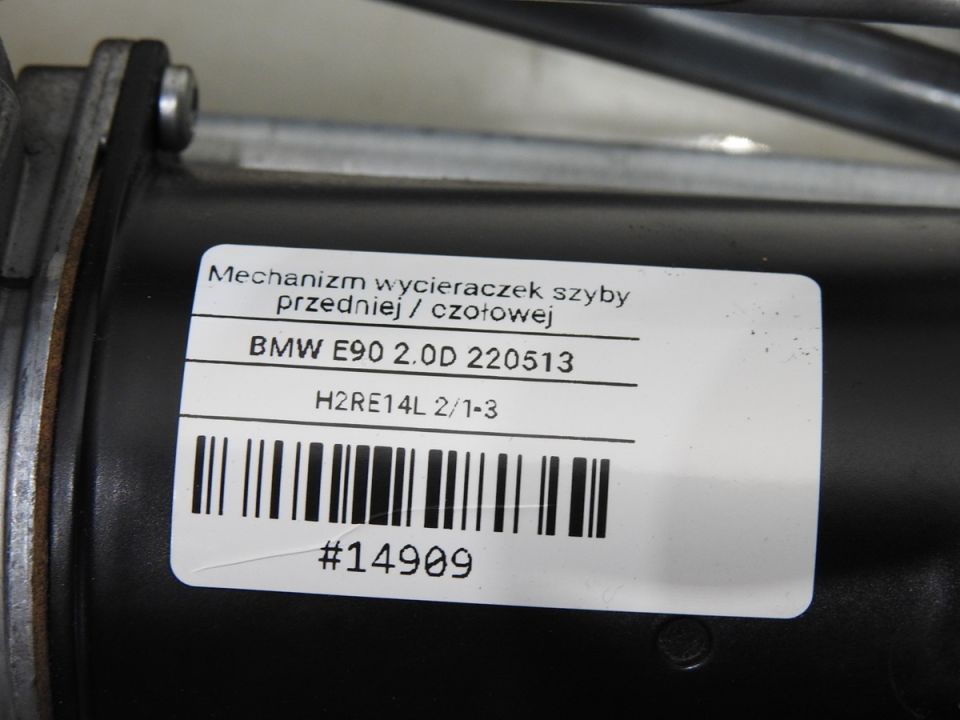 Mechanizm wycieraczek szyby
przedniej / czołowej
BMW E90 2.0D 220513
H2RE14L 2/1-3
#14909